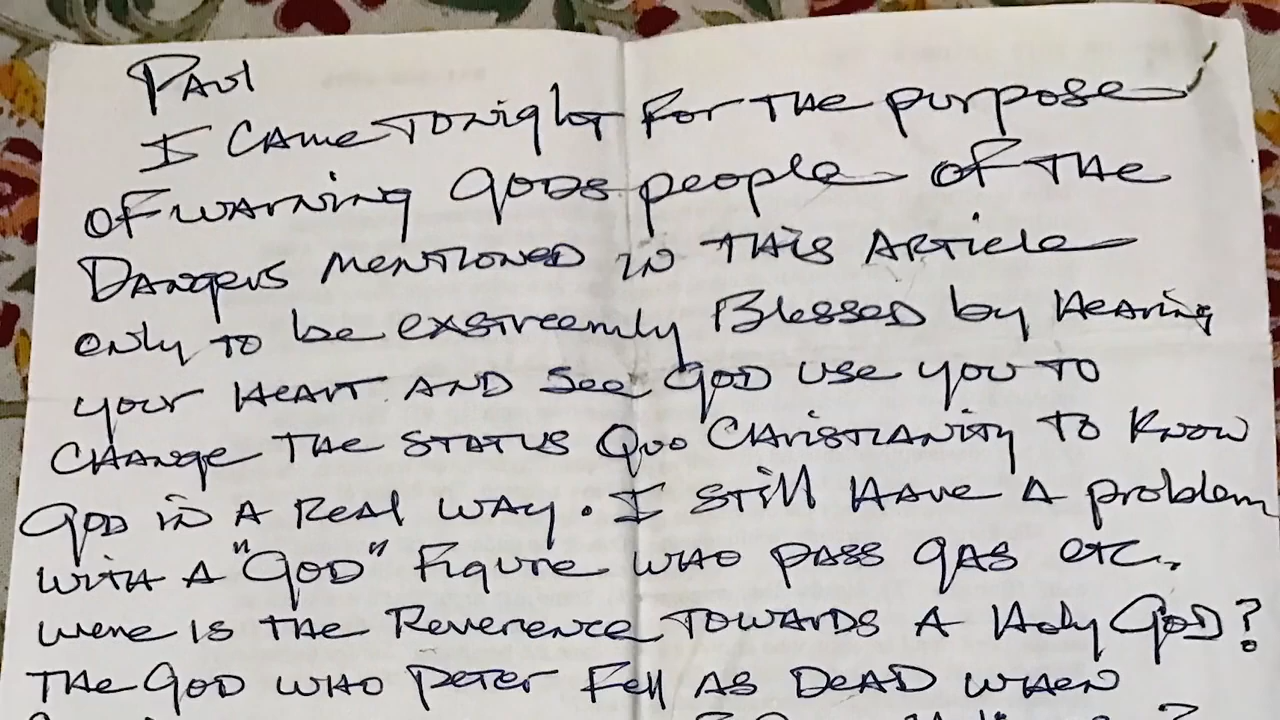 Paul
I came tonight for the purpose
of warning gods people of the
Dangers mentioned in this article
only to be exstreemly Blessed by Hearing
your Heart and see God use you to
Change the status Quo Christianity to Know
God in a Real way. I still Have a problem
with a "God" Figure who pass gas etc.
were is the Reverence towards a Holy God?
The God who Peter Fell as Dead when